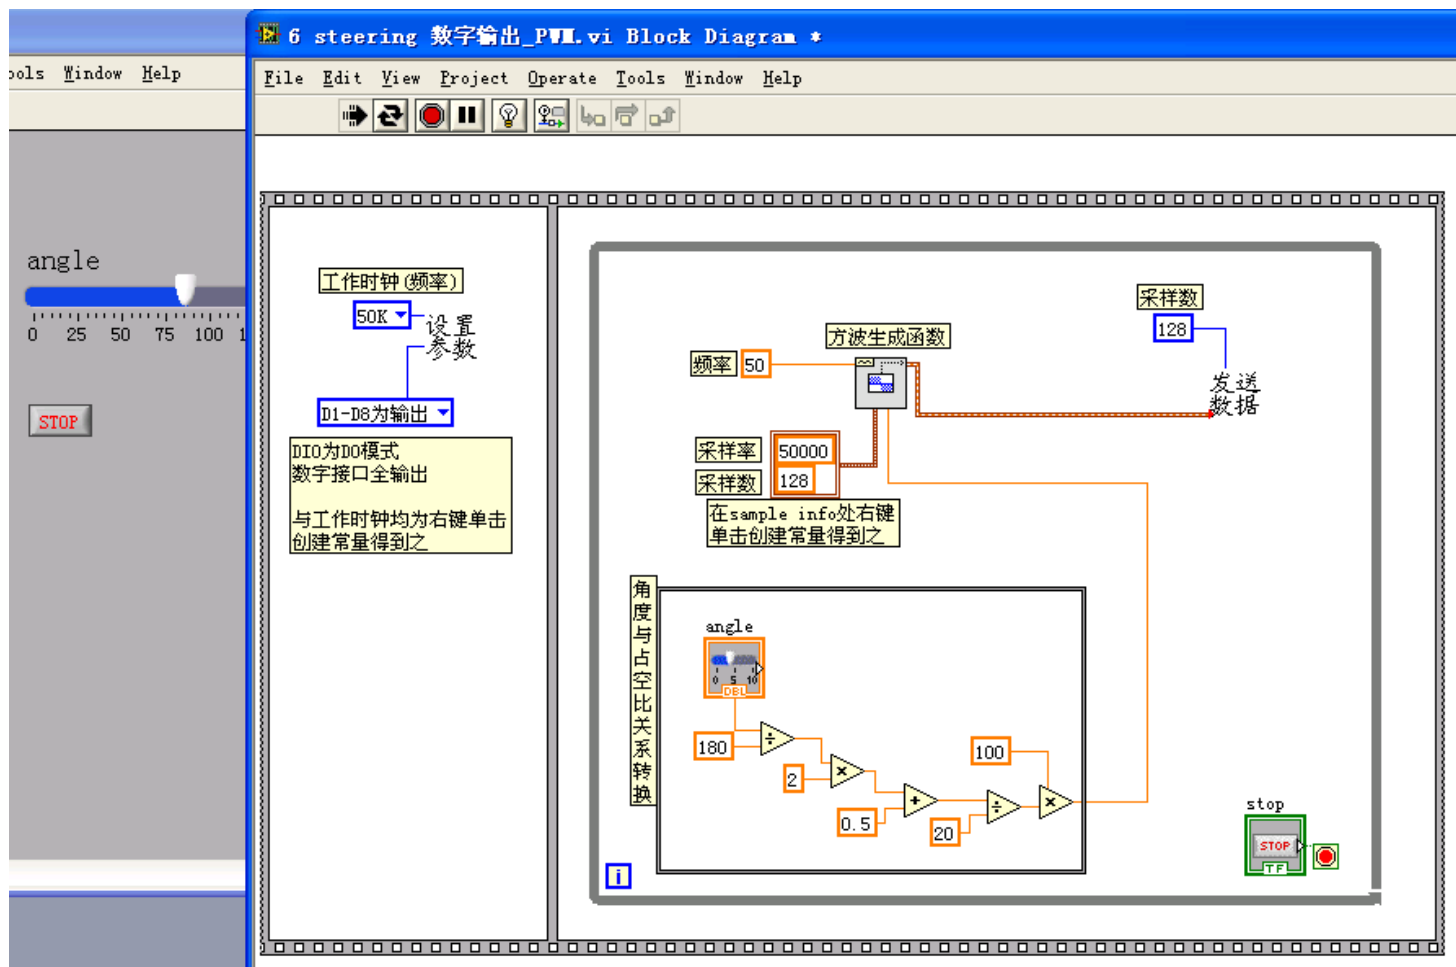 6 steering 数字输出_PWM.vi Block Diagram *
ools Window Help
File Edit View Project Operate Tools Window Help
angle
0 25 50 75 100 1
STOP
工作时钟(频率)
50K
设置
参数
D1-D8为输出
DIO为DO模式
数字接口全输出
与工作时钟均为右键单击
创建常量得到之
采样数
128
发送
数据
方波生成函数
频率 50
采样率 50000
采样数 128
在sample info处右键
单击创建常量得到之
角度与占空比关系转换
angle
0 5 10
DBL
180
÷
2
×
0.5
+
20
÷
100
×
i
stop
STOP
TF